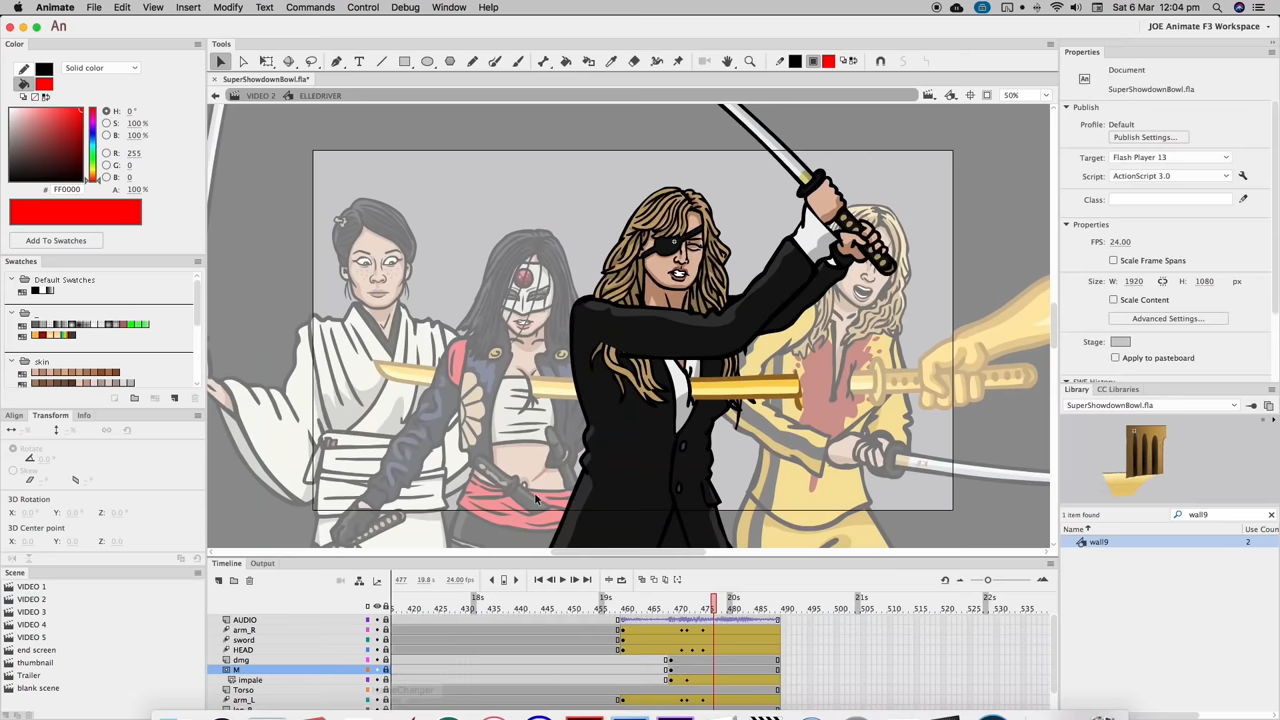 Animate File Edit View Insert Modify Text Commands Control Debug Window Help Sat 6 Mar 12:04 pm
An JOE Animate F3 Workspace
Color
Solid color
H: 0 °
S: 100 %
B: 100 %
R: 255
G: 0
B: 0
# FF0000 A: 100 %
Add To Swatches
Swatches
Default Swatches
skin
Align Transform Info
Rotate
0.0 °
Skew
3D Rotation
X: 0.0 ° Y: 0.0 ° Z: 0.0 °
3D Center point
X: 0.0 Y: 0.0 Z: 0.0
Scene
VIDEO 1
VIDEO 2
VIDEO 3
VIDEO 4
VIDEO 5
end screen
thumbnail
Trailer
blank scene
Tools
SuperShowdownBowl.fla*
VIDEO 2 ELLEDRIVER 50%
Timeline Output
477 19.8 s 24.00 fps
18s 19s 20s 21s 22s
420 425 430 435 440 445 450 455 460 465 470 475 480 485 490 495 500 505 510 515 520 525 530 535
AUDIO
arm_R
sword
HEAD
dmg
M
impale
Torso
arm_L
Properties
Document
An SuperShowdownBowl.fla
Publish
Profile: Default
Publish Settings...
Target: Flash Player 13
Script: ActionScript 3.0
Class:
Properties
FPS: 24.00
Scale Frame Spans
Size: W: 1920 H: 1080 px
Scale Content
Advanced Settings...
Stage:
Apply to pasteboard
SWF History
Library CC Libraries
SuperShowdownBowl.fla
1 item found wall9
Name Use Count
wall9 2